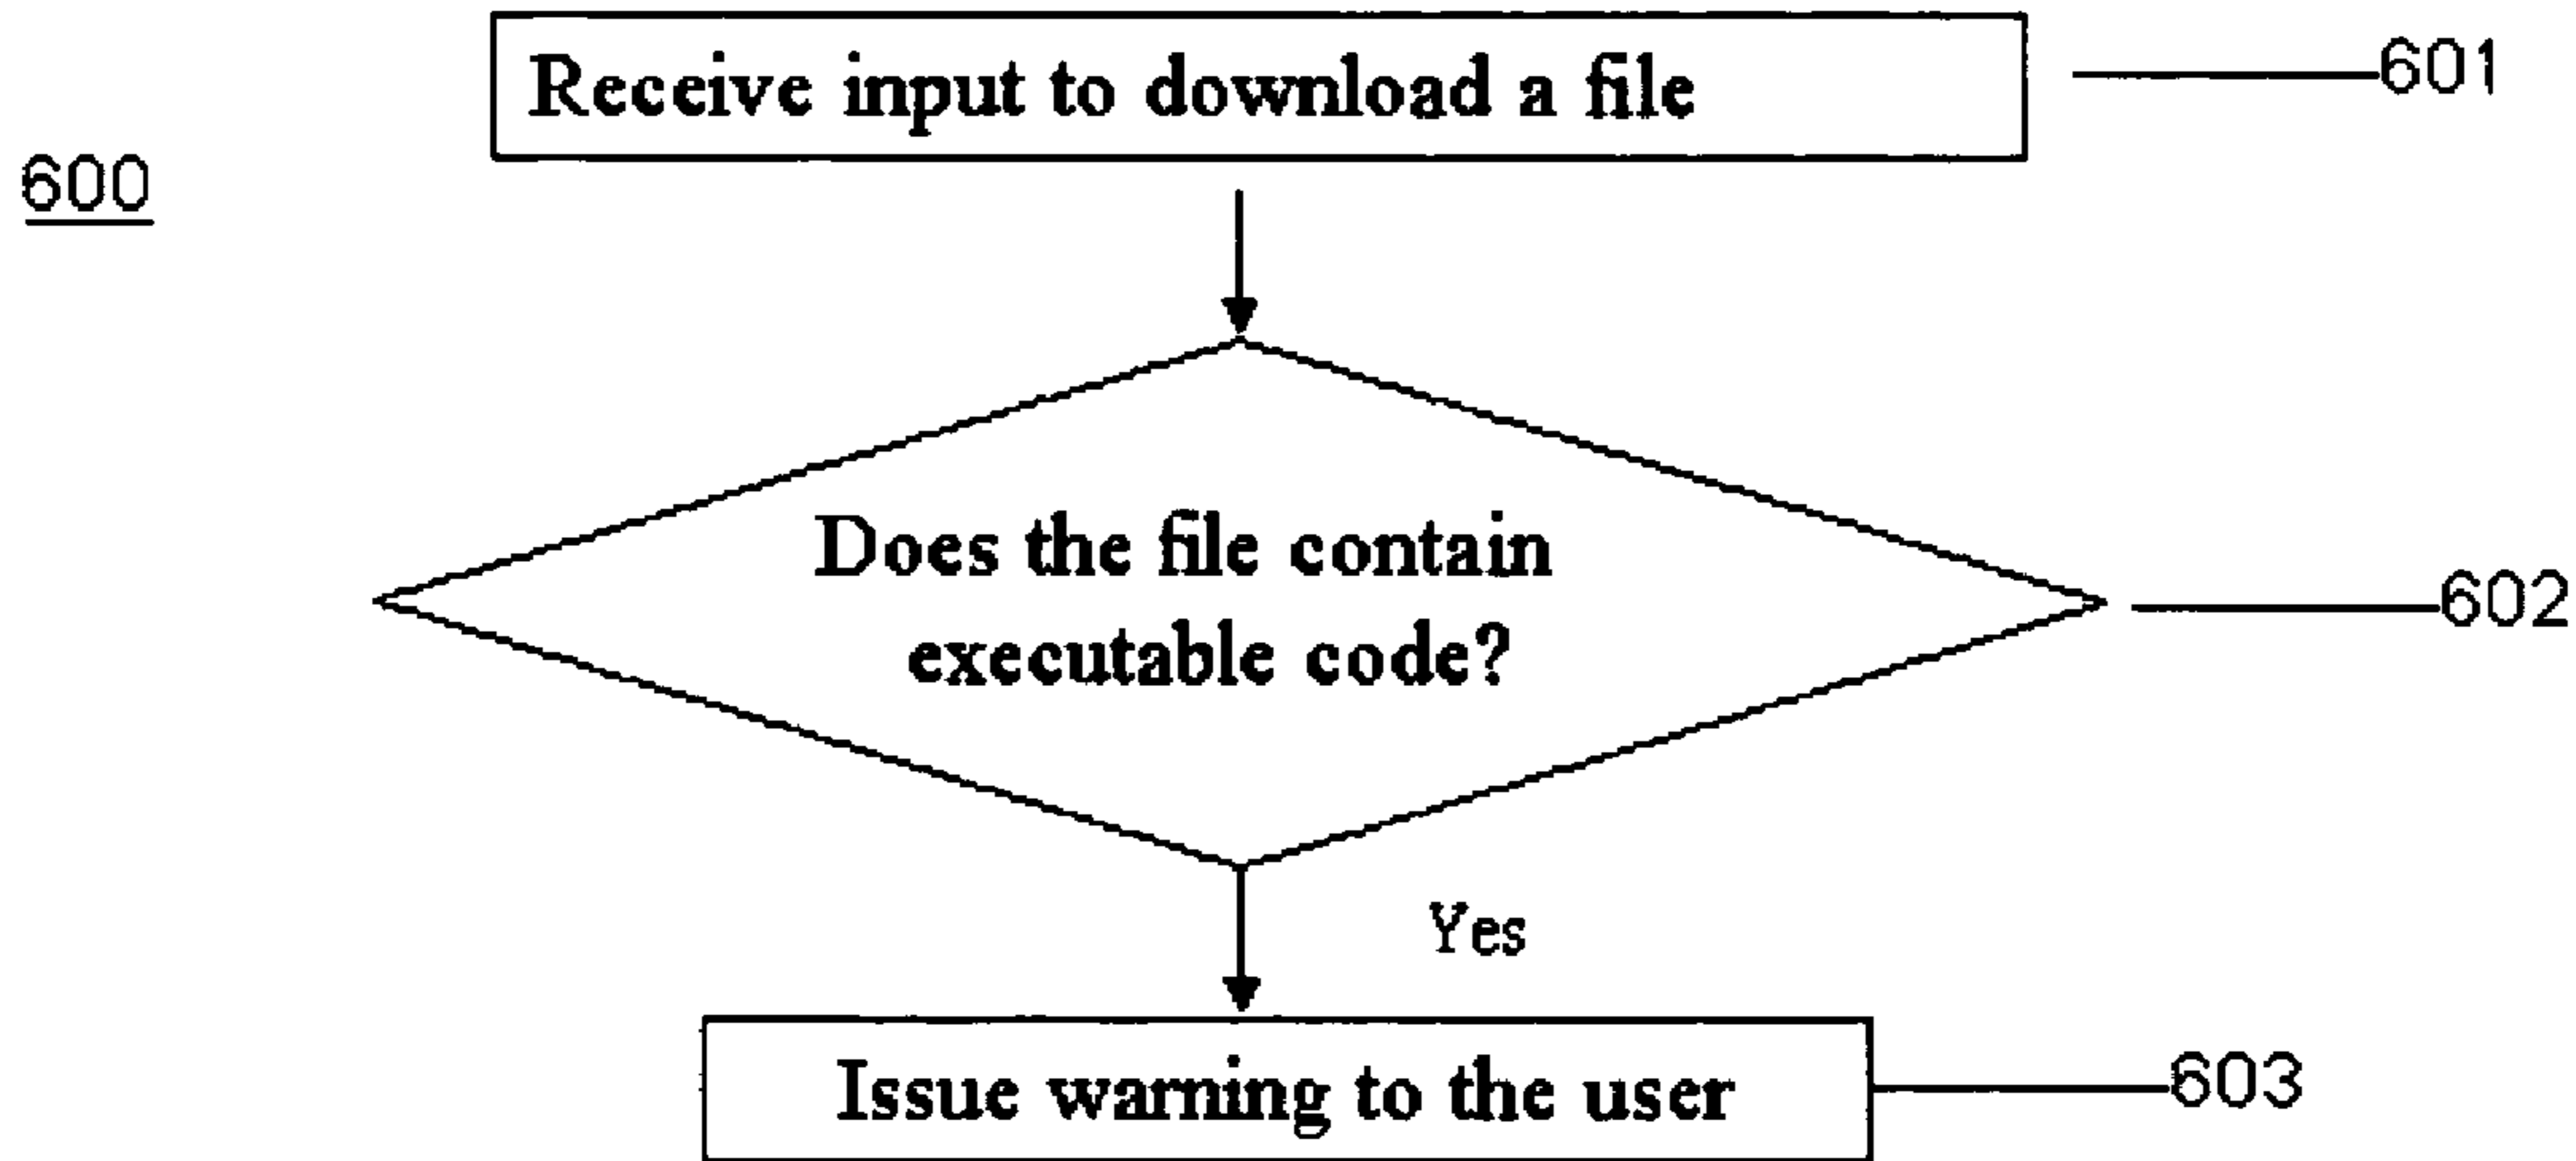 Receive input to download a file
601
600
Does the file contain
executable code?
602
Yes
Issue warning to the user
603